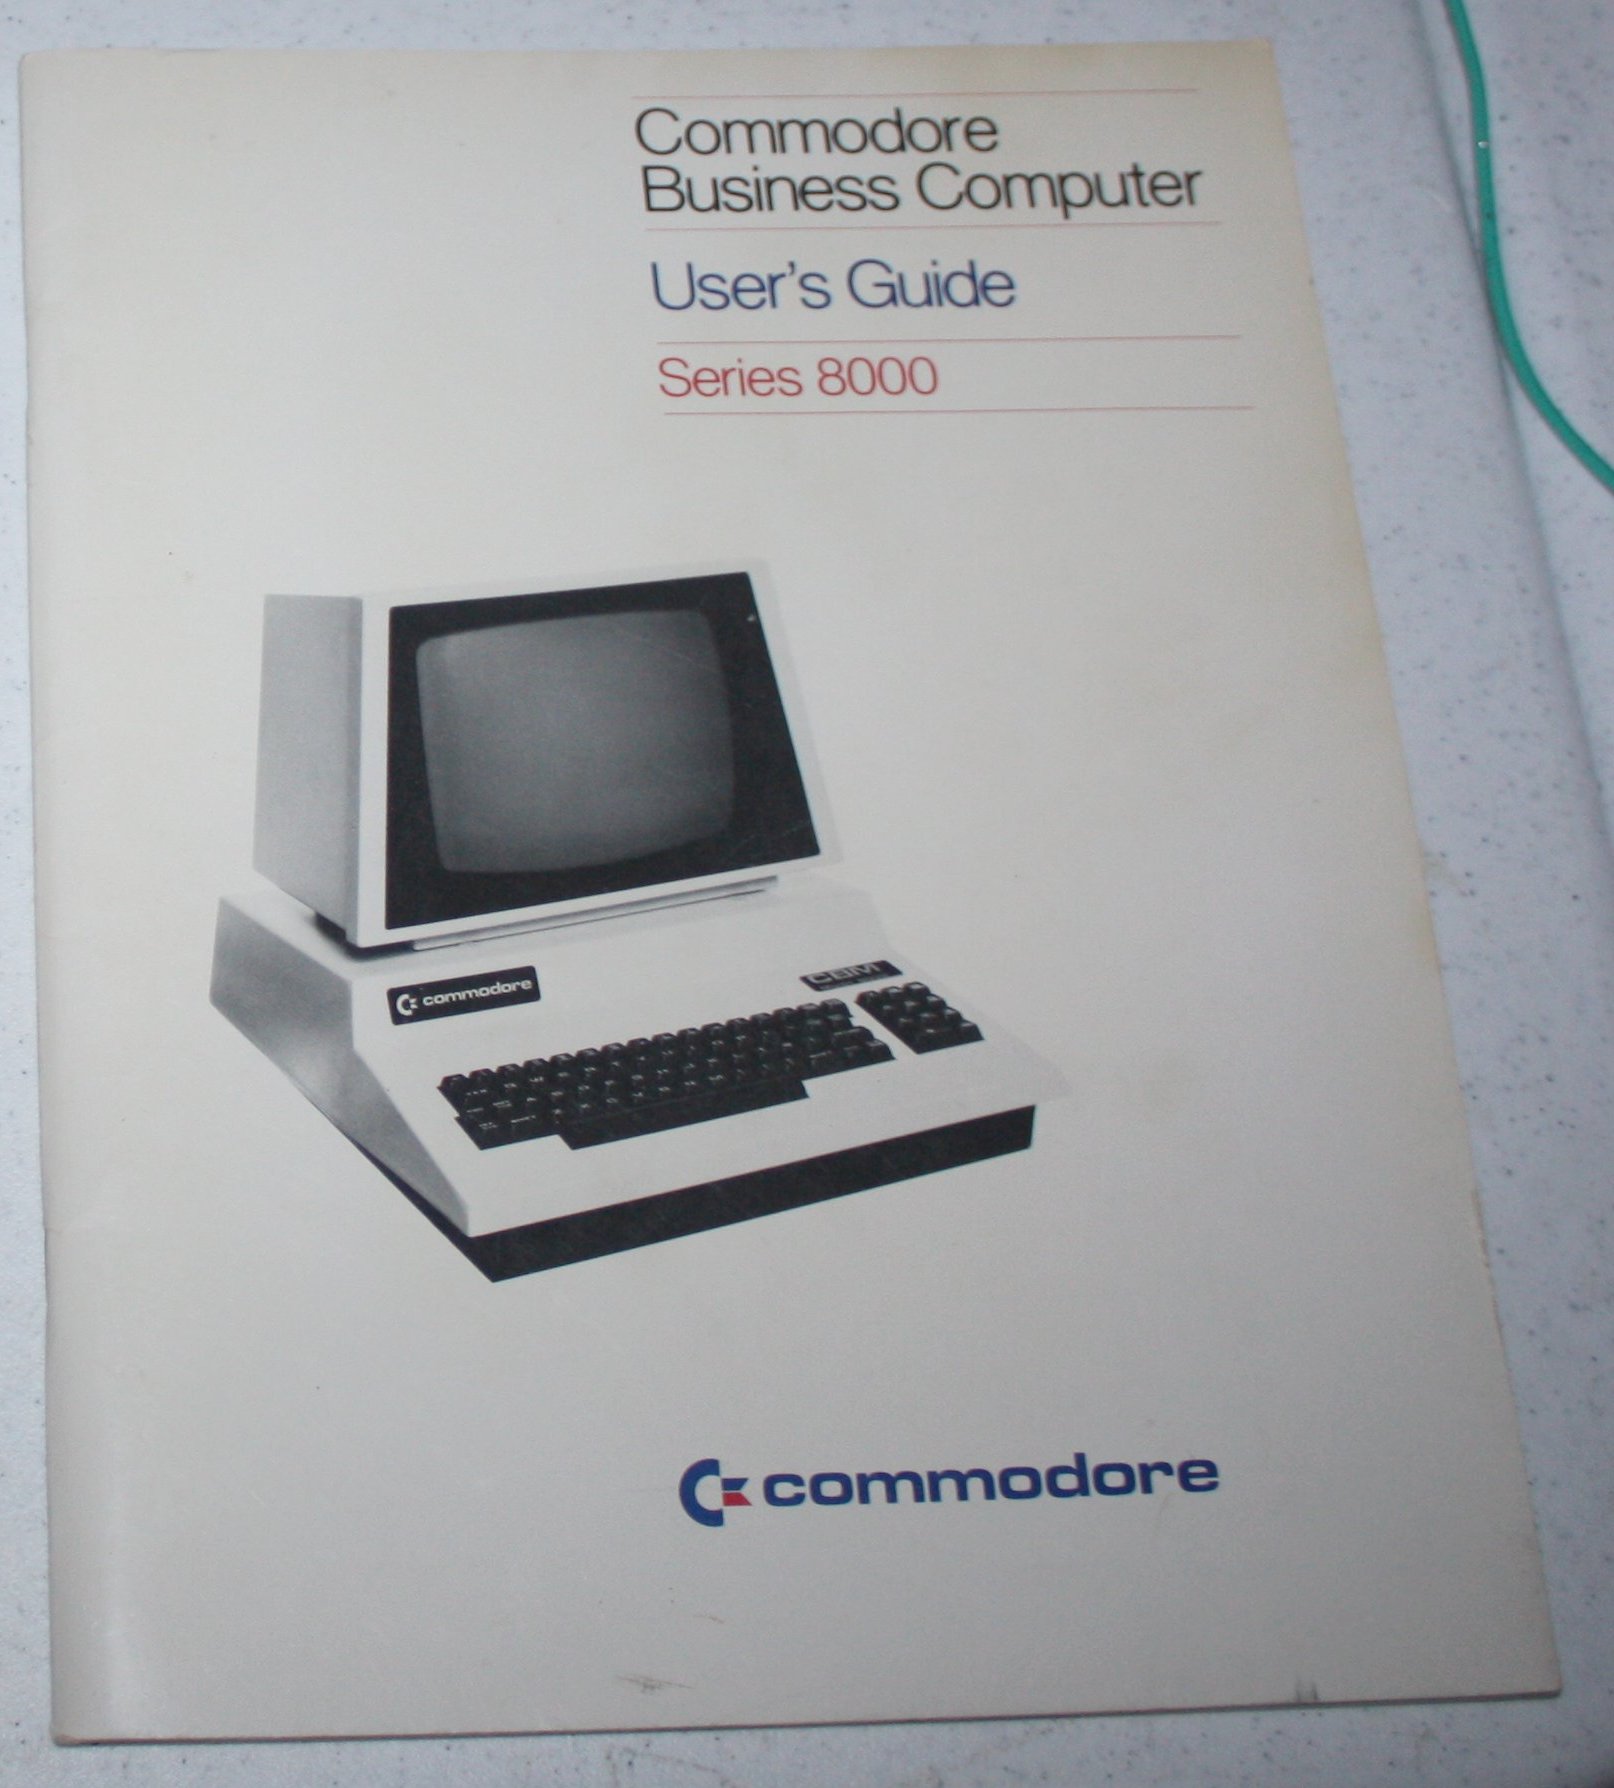 Commodore
Business Computer
User's Guide
Series 8000
commodore
CBM
commodore